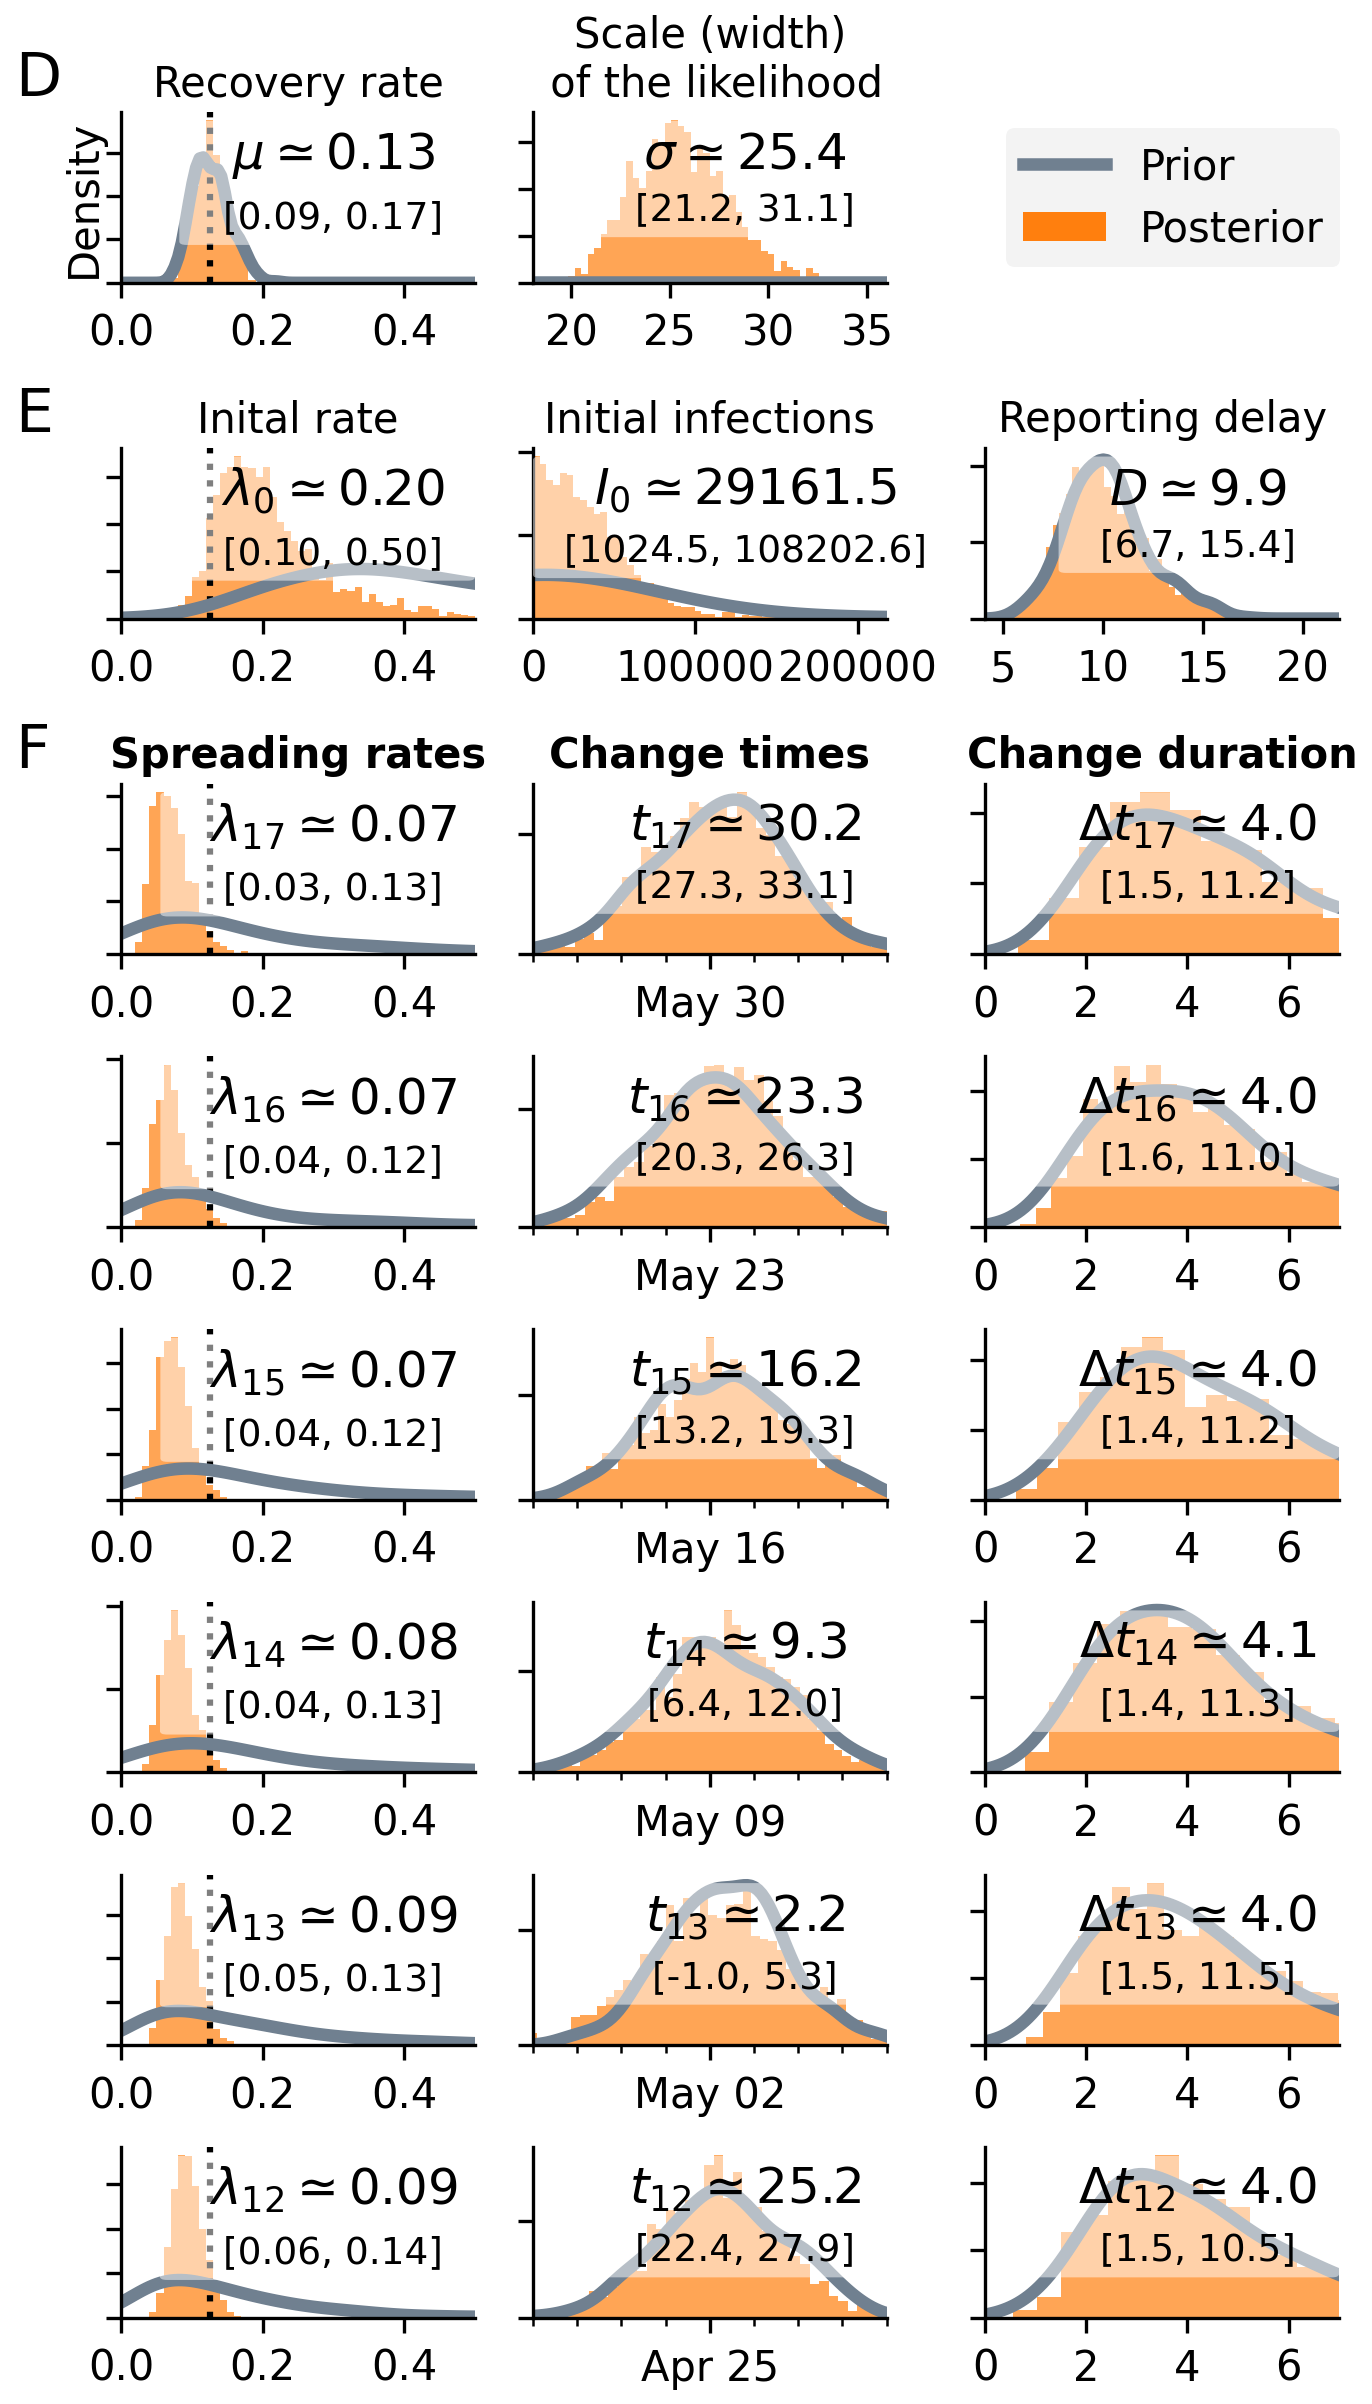 D
Recovery rate
Scale (width)
of the likelihood
Density
μ ≃ 0.13
[0.09, 0.17]
0.0 0.2 0.4
σ ≃ 25.4
[21.2, 31.1]
20 25 30 35
Prior
Posterior
E
Inital rate
λ₀ ≃ 0.20
[0.10, 0.50]
0.0 0.2 0.4
Initial infections
I₀ ≃ 29161.5
[1024.5, 108202.6]
0 100000 200000
Reporting delay
D ≃ 9.9
[6.7, 15.4]
5 10 15 20
F
Spreading rates Change times Change duration
λ₁₇ ≃ 0.07
[0.03, 0.13]
0.0 0.2 0.4
t₁₇ ≃ 30.2
[27.3, 33.1]
May 30
Δt₁₇ ≃ 4.0
[1.5, 11.2]
0 2 4 6
λ₁₆ ≃ 0.07
[0.04, 0.12]
0.0 0.2 0.4
t₁₆ ≃ 23.3
[20.3, 26.3]
May 23
Δt₁₆ ≃ 4.0
[1.6, 11.0]
0 2 4 6
λ₁₅ ≃ 0.07
[0.04, 0.12]
0.0 0.2 0.4
t₁₅ ≃ 16.2
[13.2, 19.3]
May 16
Δt₁₅ ≃ 4.0
[1.4, 11.2]
0 2 4 6
λ₁₄ ≃ 0.08
[0.04, 0.13]
0.0 0.2 0.4
t₁₄ ≃ 9.3
[6.4, 12.0]
May 09
Δt₁₄ ≃ 4.1
[1.4, 11.3]
0 2 4 6
λ₁₃ ≃ 0.09
[0.05, 0.13]
0.0 0.2 0.4
t₁₃ ≃ 2.2
[-1.0, 5.3]
May 02
Δt₁₃ ≃ 4.0
[1.5, 11.5]
0 2 4 6
λ₁₂ ≃ 0.09
[0.06, 0.14]
0.0 0.2 0.4
t₁₂ ≃ 25.2
[22.4, 27.9]
Apr 25
Δt₁₂ ≃ 4.0
[1.5, 10.5]
0 2 4 6